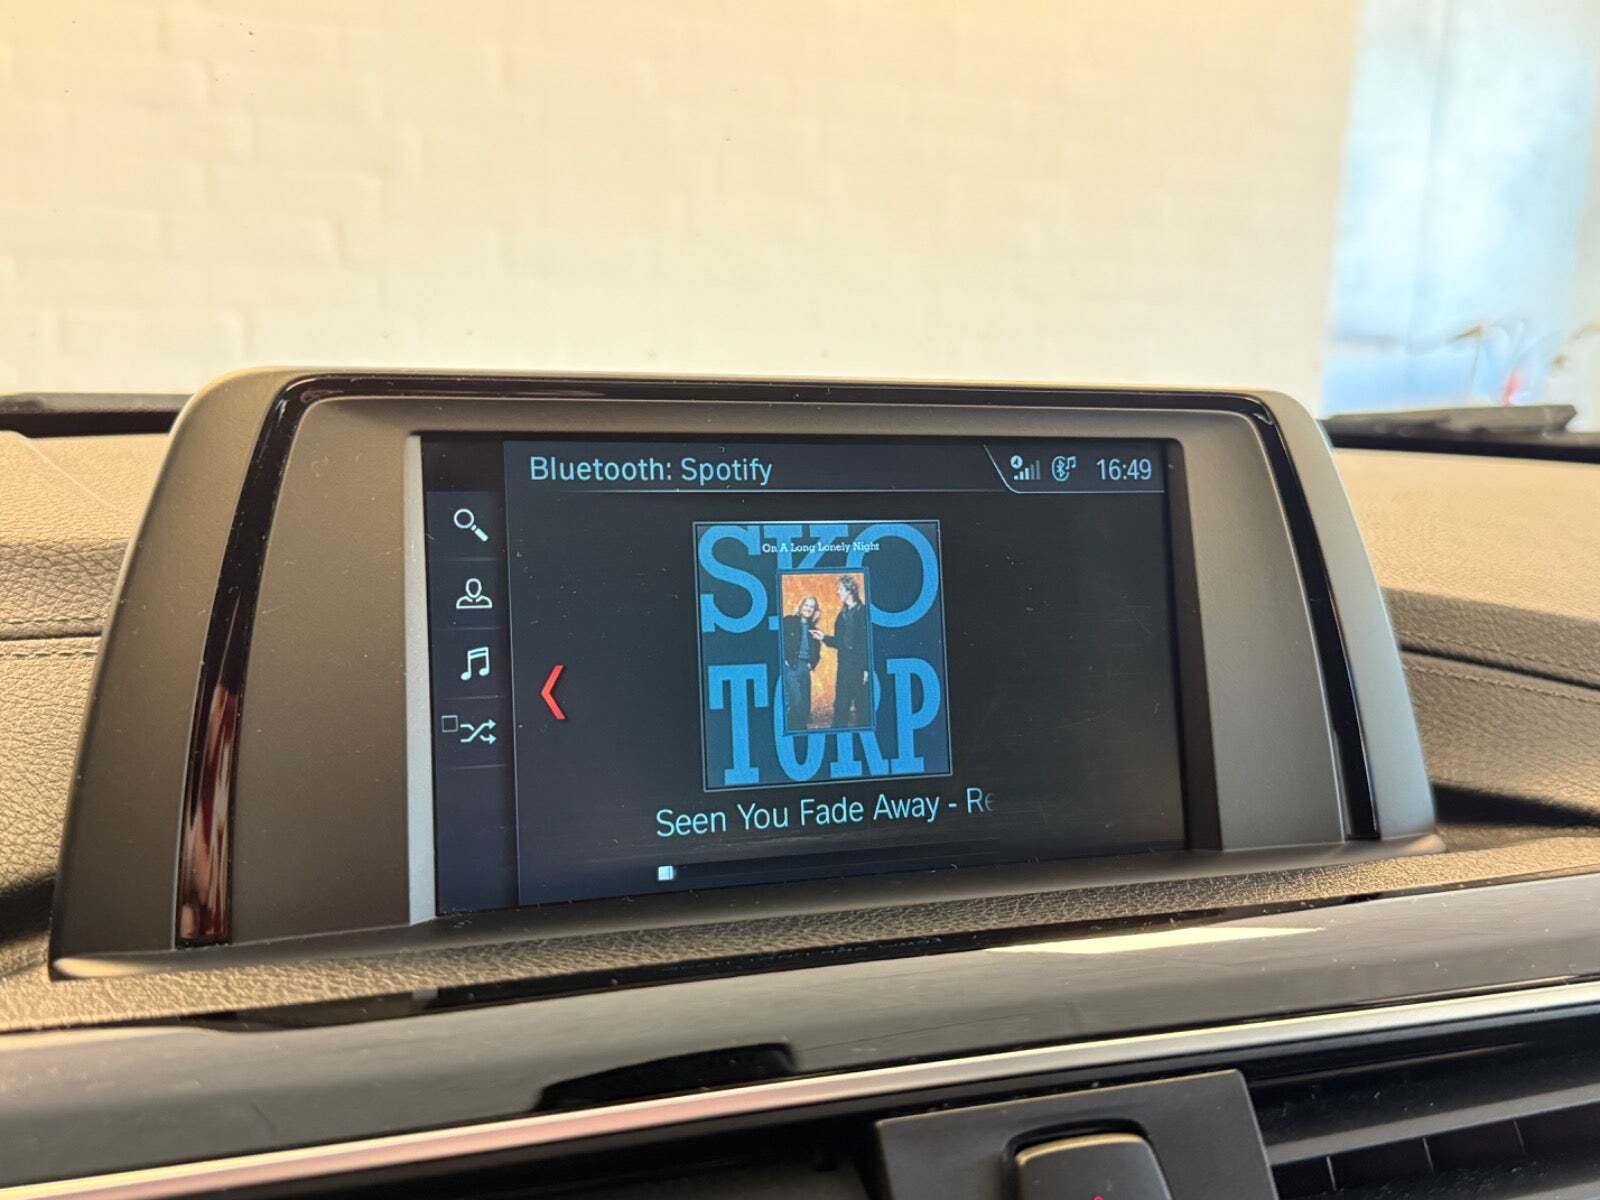 Bluetooth: Spotify
16:49
SKO
On A Long Lonely Night
TORP
Seen You Fade Away - Re